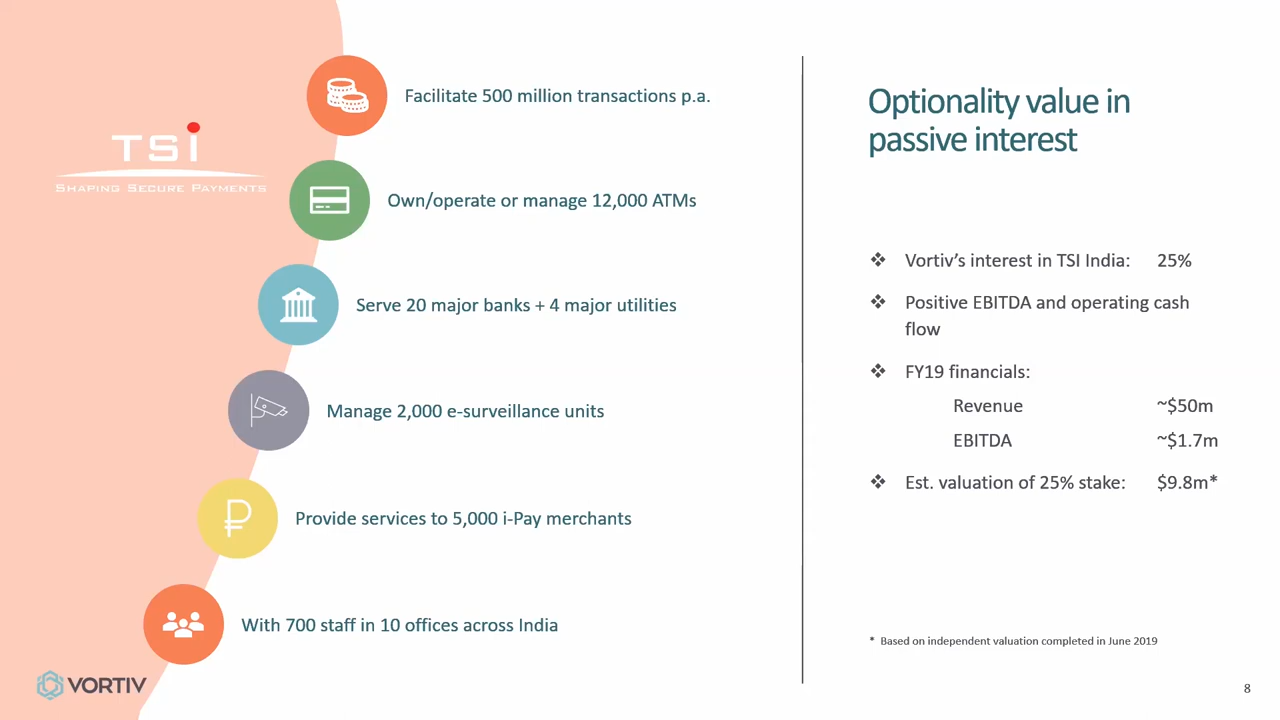 TSi
SHAPING SECURE PAYMENTS
Facilitate 500 million transactions p.a.
Own/operate or manage 12,000 ATMs
Serve 20 major banks + 4 major utilities
Manage 2,000 e-surveillance units
Provide services to 5,000 i-Pay merchants
With 700 staff in 10 offices across India
VORTIV
Optionality value in
passive interest
❖ Vortiv's interest in TSI India: 25%
❖ Positive EBITDA and operating cash
flow
❖ FY19 financials:
Revenue ~$50m
EBITDA ~$1.7m
❖ Est. valuation of 25% stake: $9.8m*
* Based on independent valuation completed in June 2019
8